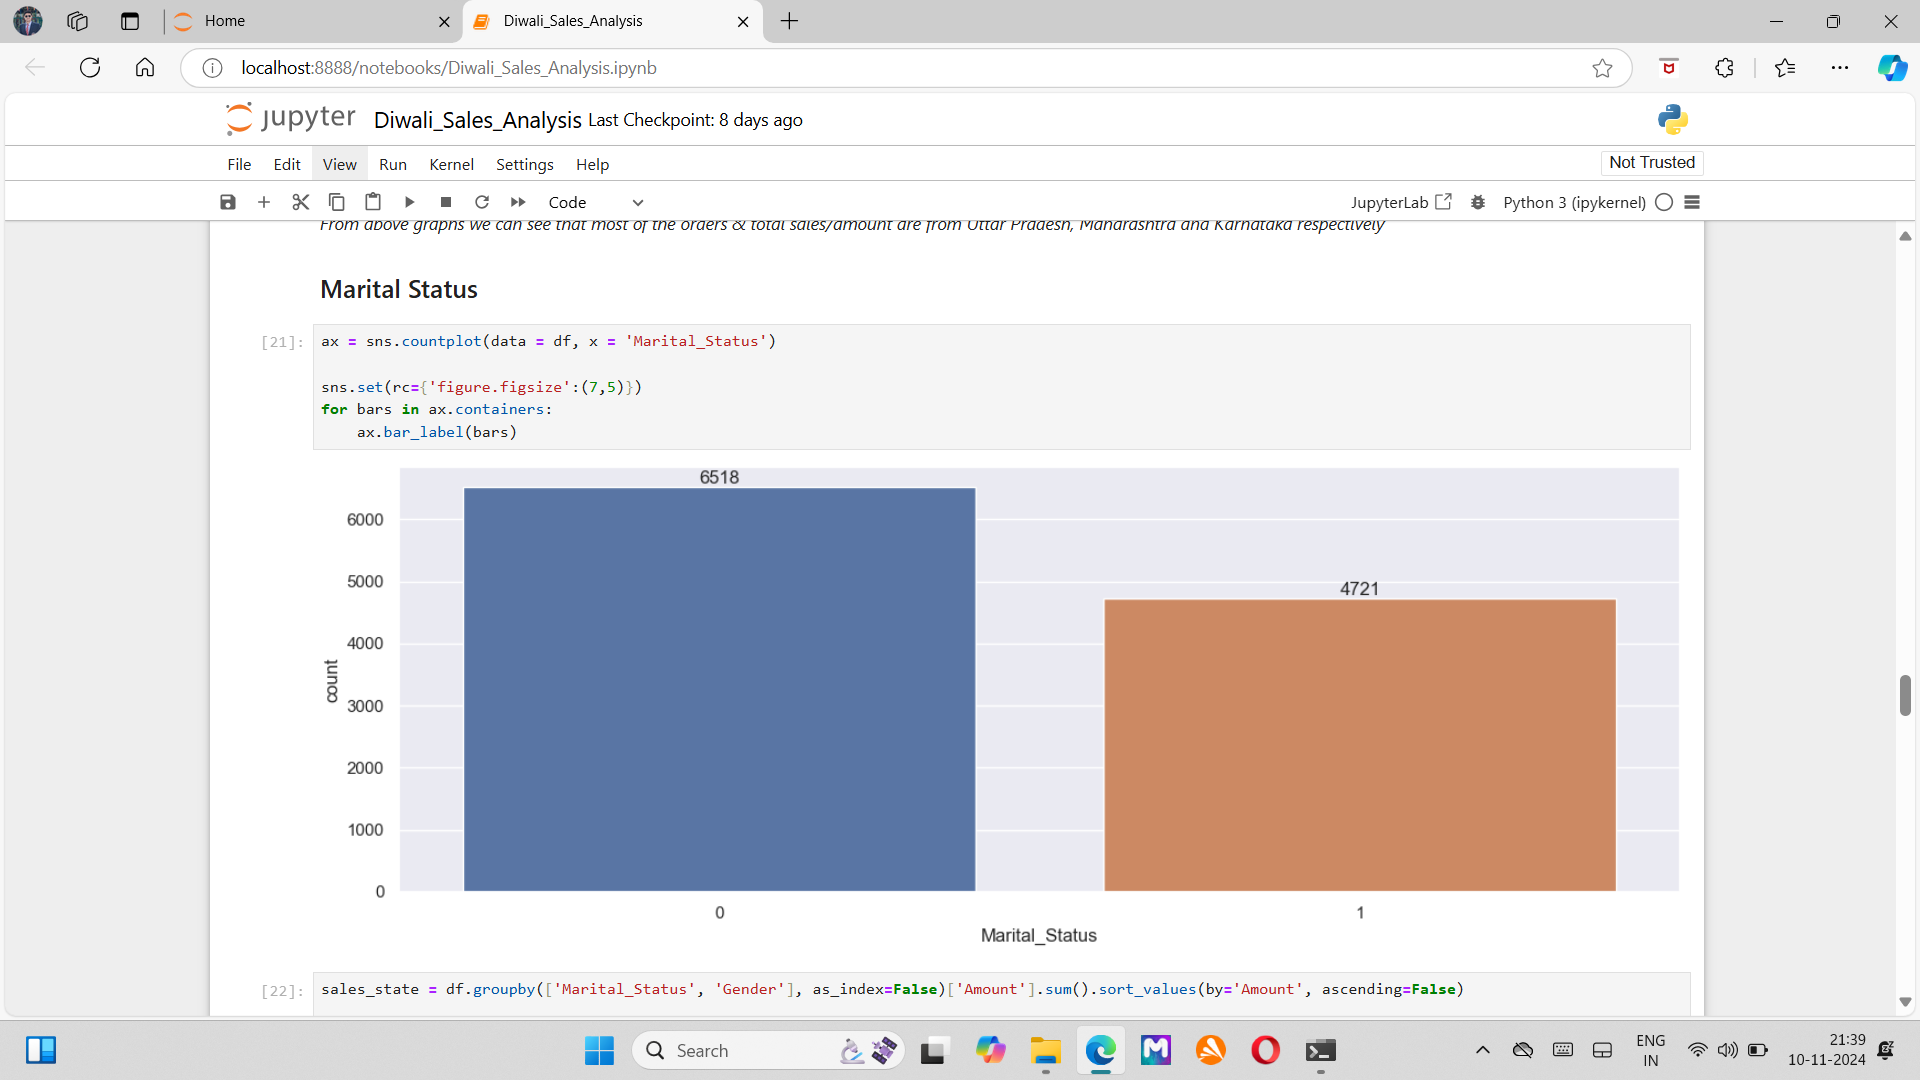 Home
Diwali_Sales_Analysis
localhost:8888/notebooks/Diwali_Sales_Analysis.ipynb
jupyter Diwali_Sales_Analysis Last Checkpoint: 8 days ago
File Edit View Run Kernel Settings Help
Not Trusted
Code
JupyterLab
Python 3 (ipykernel)
From above graphs we can see that most of the orders & total sales/amount are from Uttar Pradesh, Maharashtra and Karnataka respectively
Marital Status
[21]:
ax = sns.countplot(data = df, x = 'Marital_Status')
sns.set(rc={'figure.figsize':(7,5)})
for bars in ax.containers:
    ax.bar_label(bars)
6518
4721
6000
5000
4000
3000
2000
1000
0
count
0
1
Marital_Status
[22]:
sales_state = df.groupby(['Marital_Status', 'Gender'], as_index=False)['Amount'].sum().sort_values(by='Amount', ascending=False)
Search
ENG
IN
21:39
10-11-2024